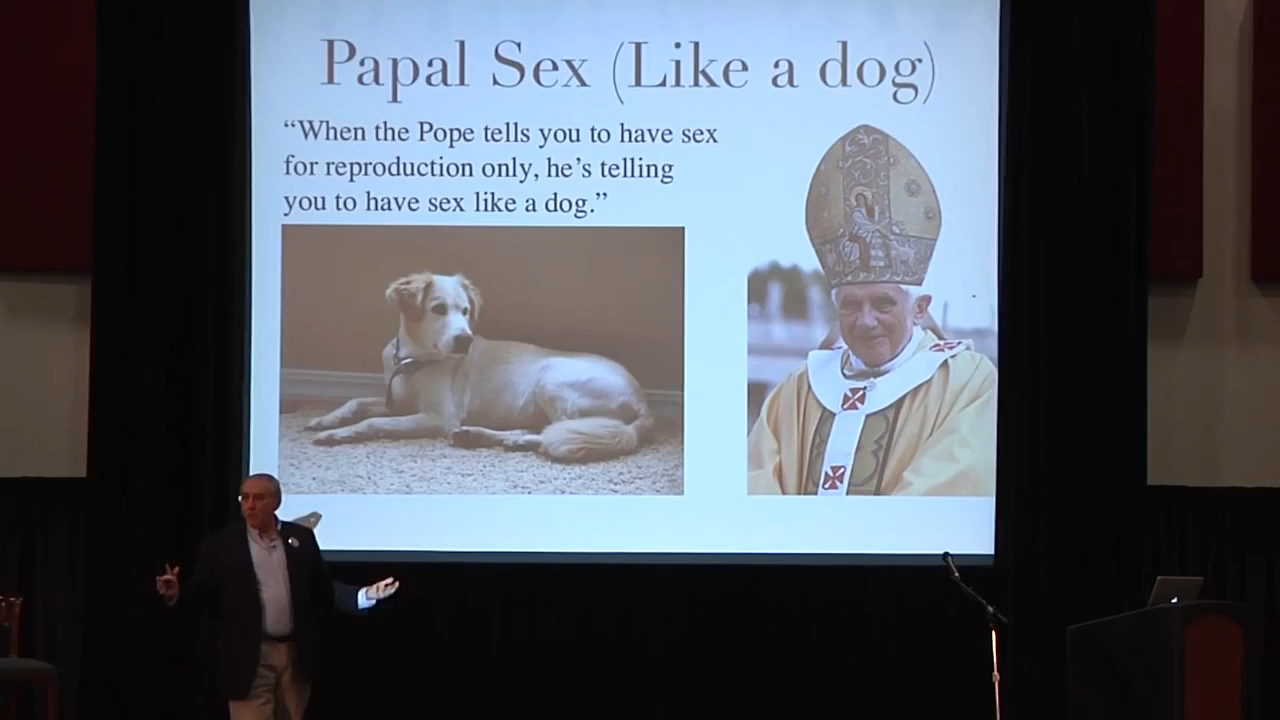 Papal Sex (Like a dog)
“When the Pope tells you to have sex
for reproduction only, he’s telling
you to have sex like a dog.”